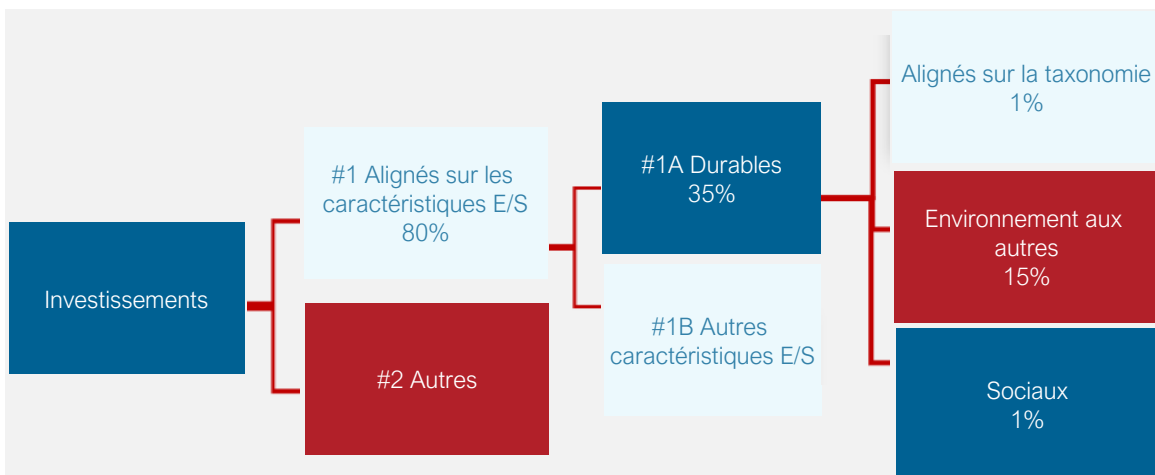 Investissements
#1 Alignés sur les
caractéristiques E/S
80%
#2 Autres
#1A Durables
35%
#1B Autres
caractéristiques E/S
Alignés sur la taxonomie
1%
Environnement aux
autres
15%
Sociaux
1%